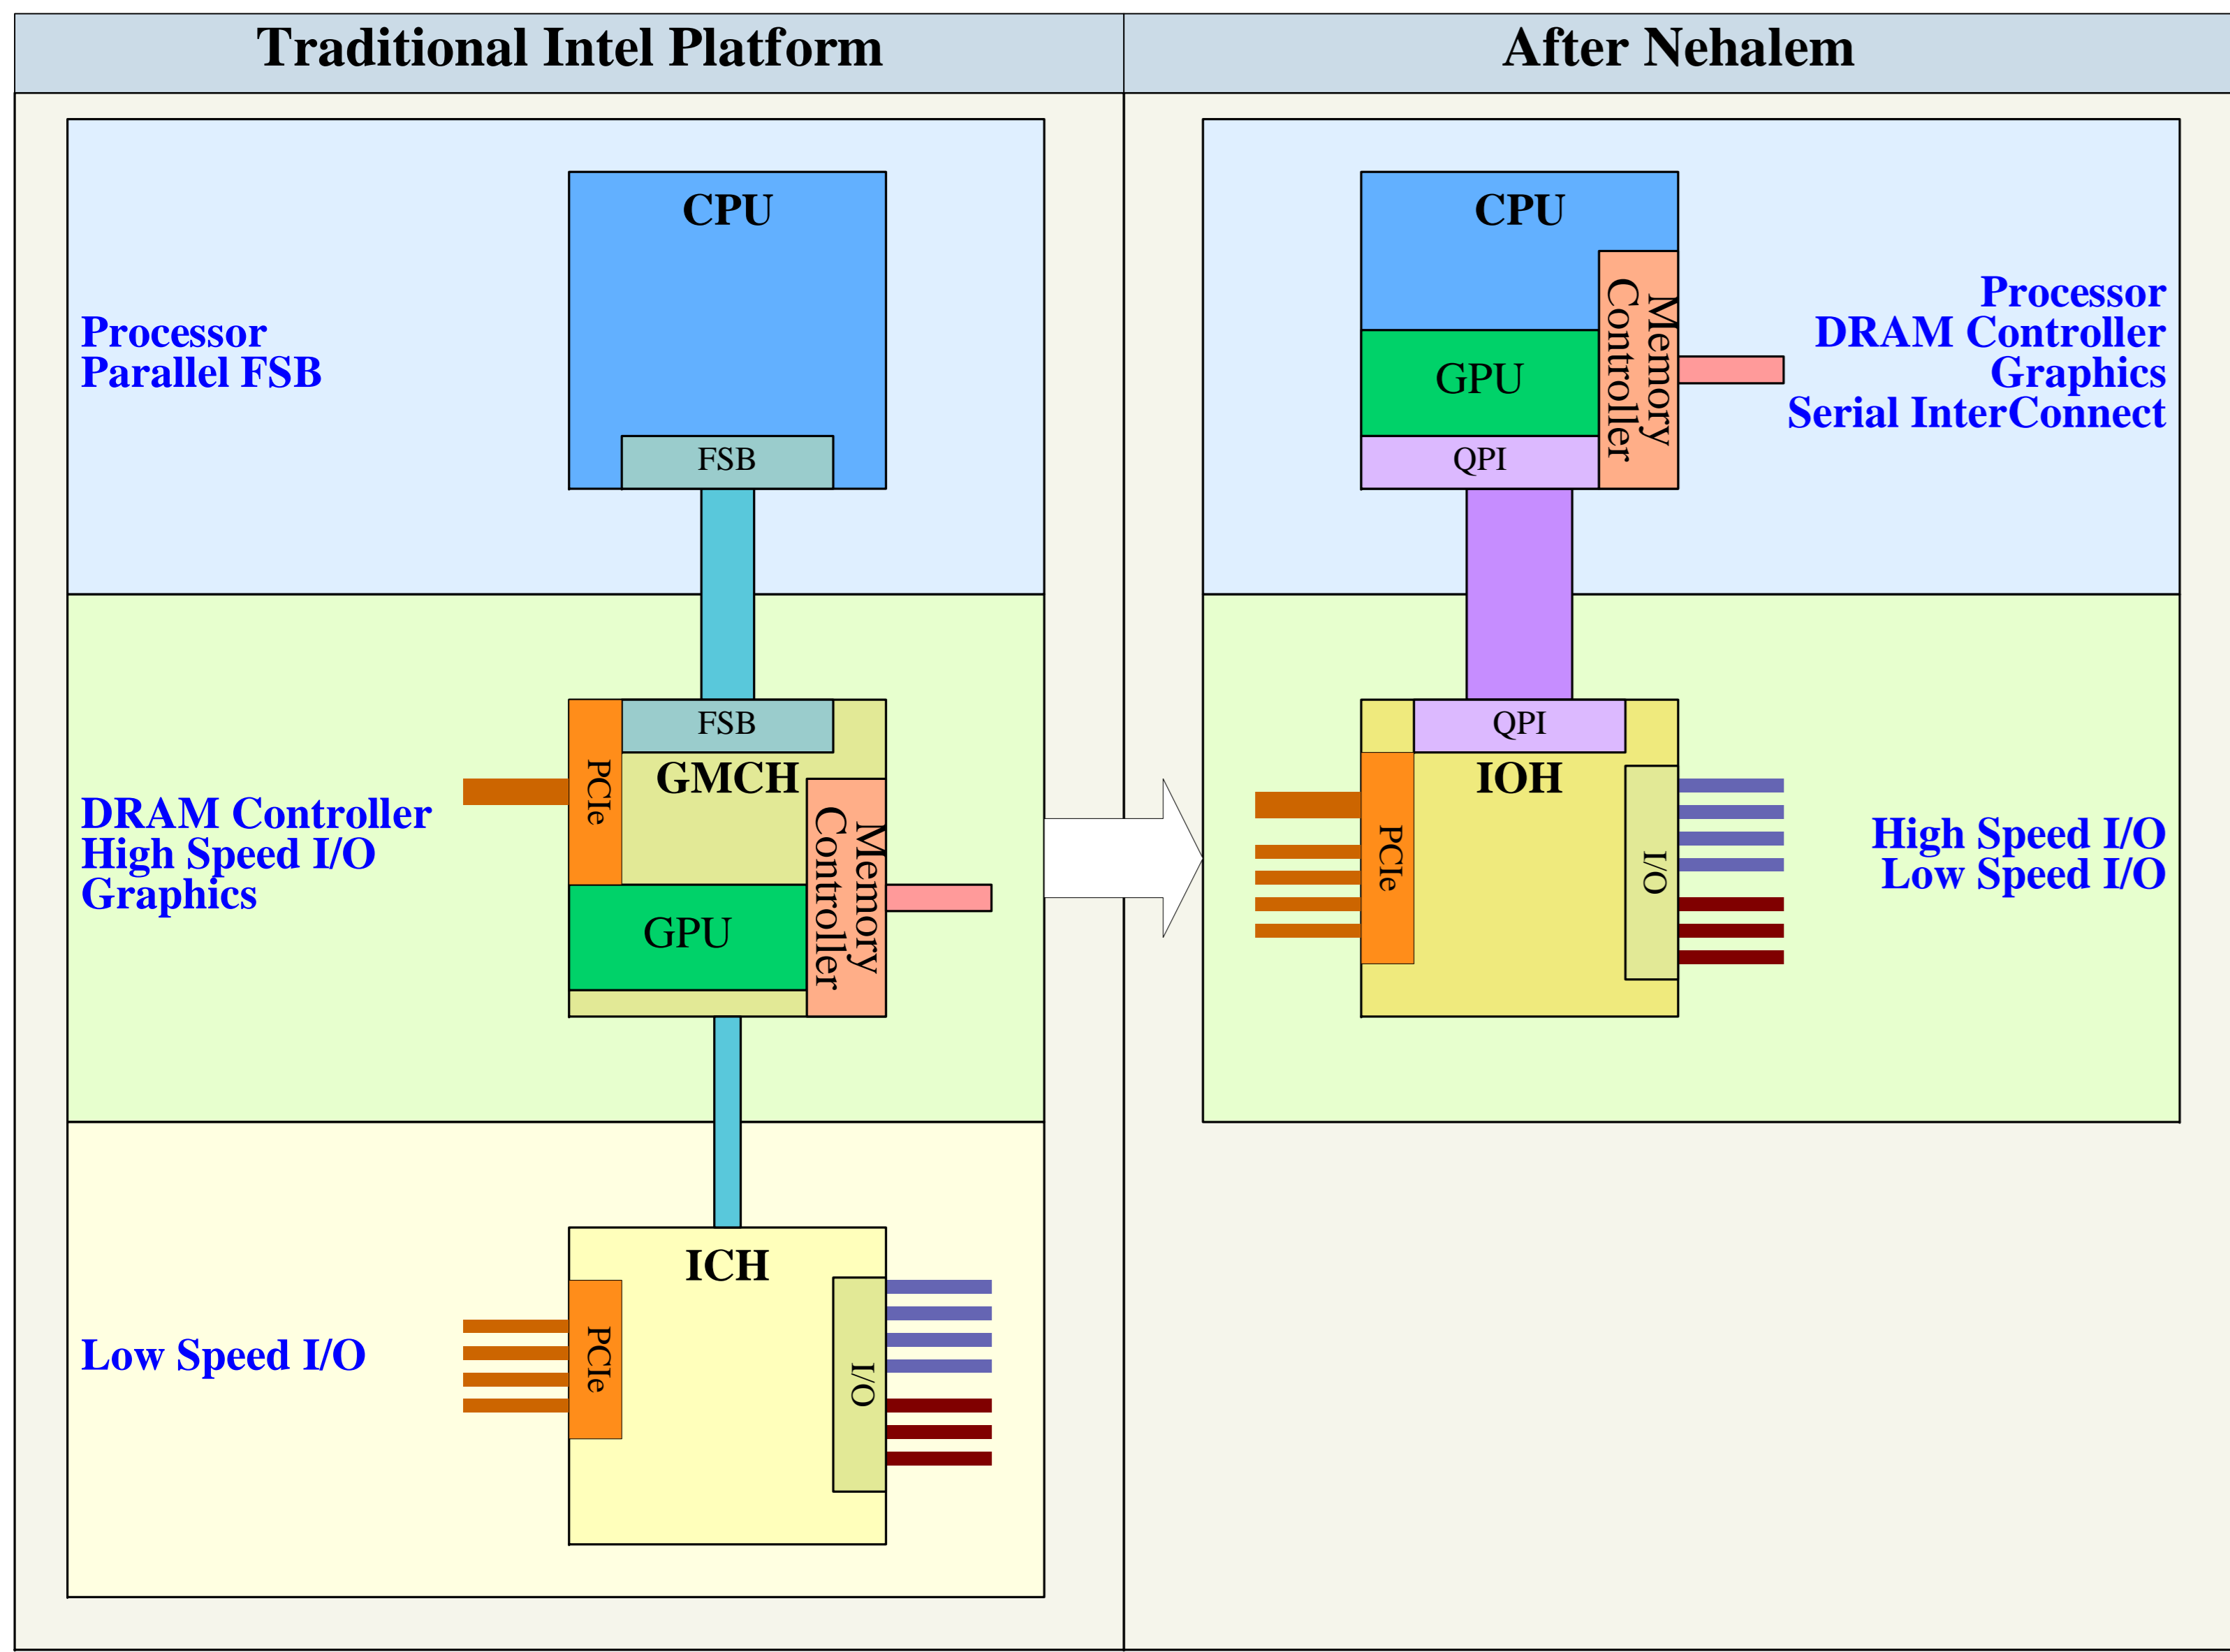 Traditional Intel Platform
After Nehalem
CPU
Processor
Parallel FSB
FSB
FSB
PCIe
GMCH
Memory
Controller
DRAM Controller
High Speed I/O
Graphics
GPU
ICH
PCIe
I/O
Low Speed I/O
CPU
Memory
Controller
GPU
QPI
Processor
DRAM Controller
Graphics
Serial InterConnect
QPI
IOH
PCIe
I/O
High Speed I/O
Low Speed I/O